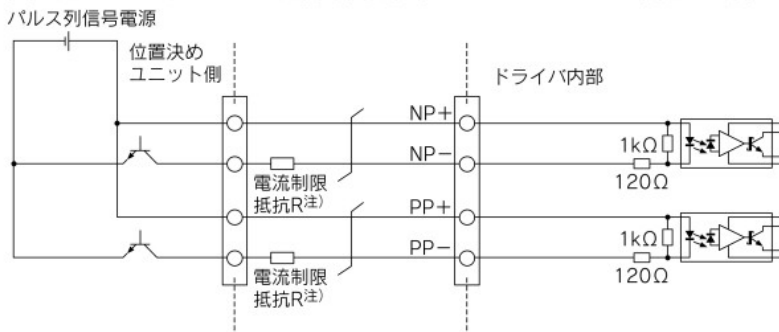 パルス列信号電源
位置決め
ユニット側
ドライバ内部
NP+
1kΩ
NP−
120Ω
電流制限
抵抗R注)
PP+
1kΩ
PP−
120Ω
電流制限
抵抗R注)